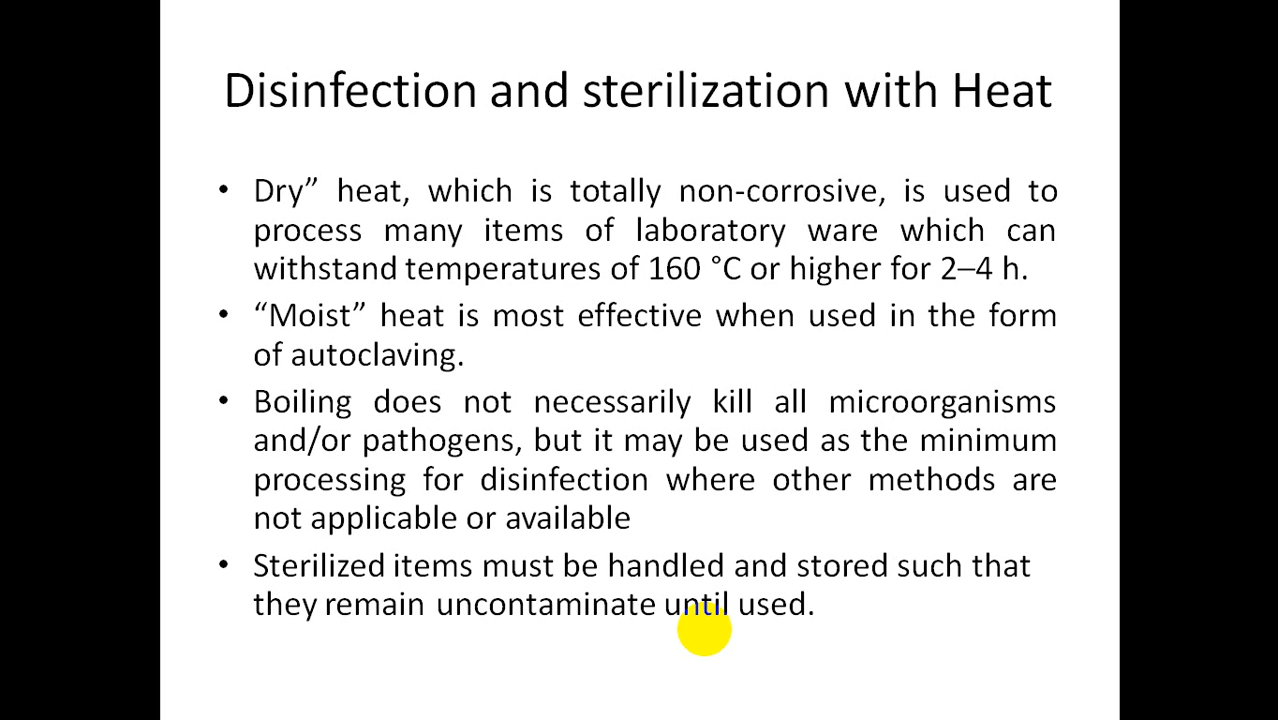 Disinfection and sterilization with Heat
• Dry” heat, which is totally non-corrosive, is used to
process many items of laboratory ware which can
withstand temperatures of 160 °C or higher for 2–4 h.
• “Moist” heat is most effective when used in the form
of autoclaving.
• Boiling does not necessarily kill all microorganisms
and/or pathogens, but it may be used as the minimum
processing for disinfection where other methods are
not applicable or available
• Sterilized items must be handled and stored such that
they remain uncontaminate until used.